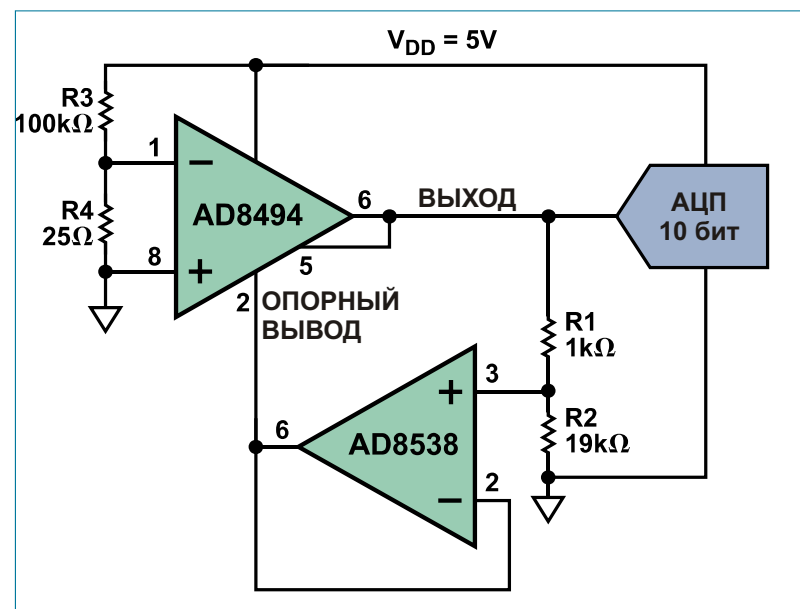 V_DD = 5V
R3
100kΩ
1
−
AD8494
6
ВЫХОД
АЦП
10 бит
R4
25Ω
8
+
5
2
ОПОРНЫЙ
ВЫВОД
R1
1kΩ
3
+
6
AD8538
R2
19kΩ
2
−